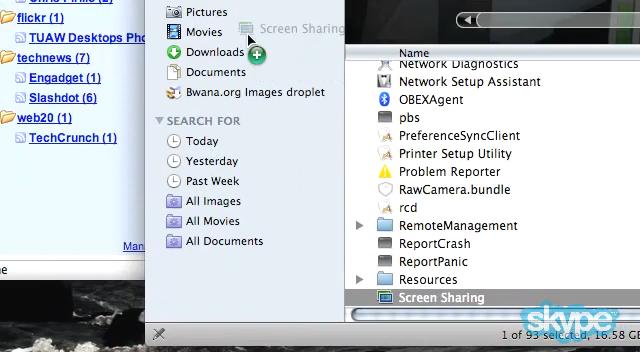 flickr (1)
TUAW Desktops Pho
technews (7)
Engadget (1)
Slashdot (6)
web20 (1)
TechCrunch (1)
Man
ne
Pictures
Movies
Downloads
Documents
Bwana.org Images droplet
Screen Sharing
SEARCH FOR
Today
Yesterday
Past Week
All Images
All Movies
All Documents
Name
Network Diagnostics
Network Setup Assistant
OBEXAgent
pbs
PreferenceSyncClient
Printer Setup Utility
Problem Reporter
RawCamera.bundle
rcd
RemoteManagement
ReportCrash
ReportPanic
Resources
Screen Sharing
1 of 93 selected, 16.58 GB
skype